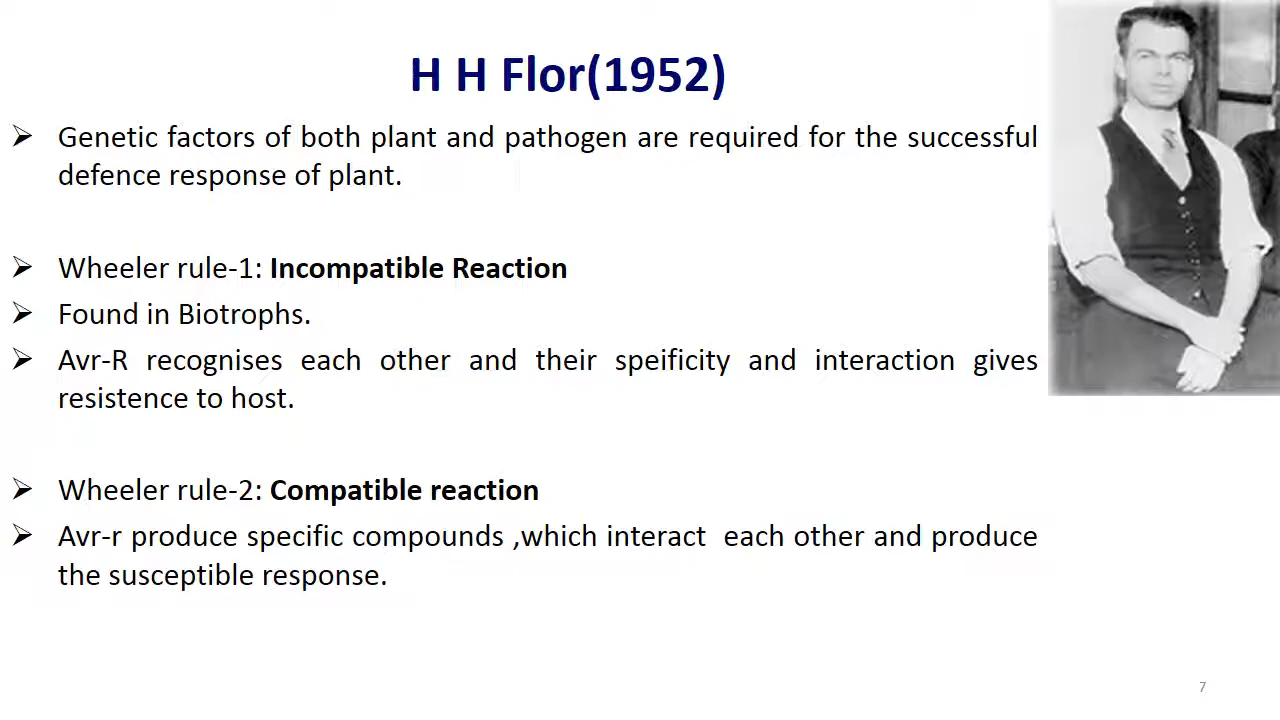 H H Flor(1952)
➢ Genetic factors of both plant and pathogen are required for the successful
defence response of plant.
➢ Wheeler rule-1: Incompatible Reaction
➢ Found in Biotrophs.
➢ Avr-R recognises each other and their speificity and interaction gives
resistence to host.
➢ Wheeler rule-2: Compatible reaction
➢ Avr-r produce specific compounds ,which interact each other and produce
the susceptible response.
7